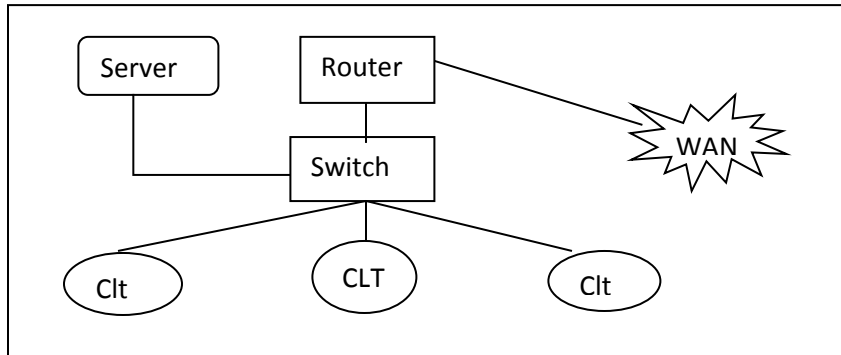 Server
Router
WAN
Switch
Clt
CLT
Clt